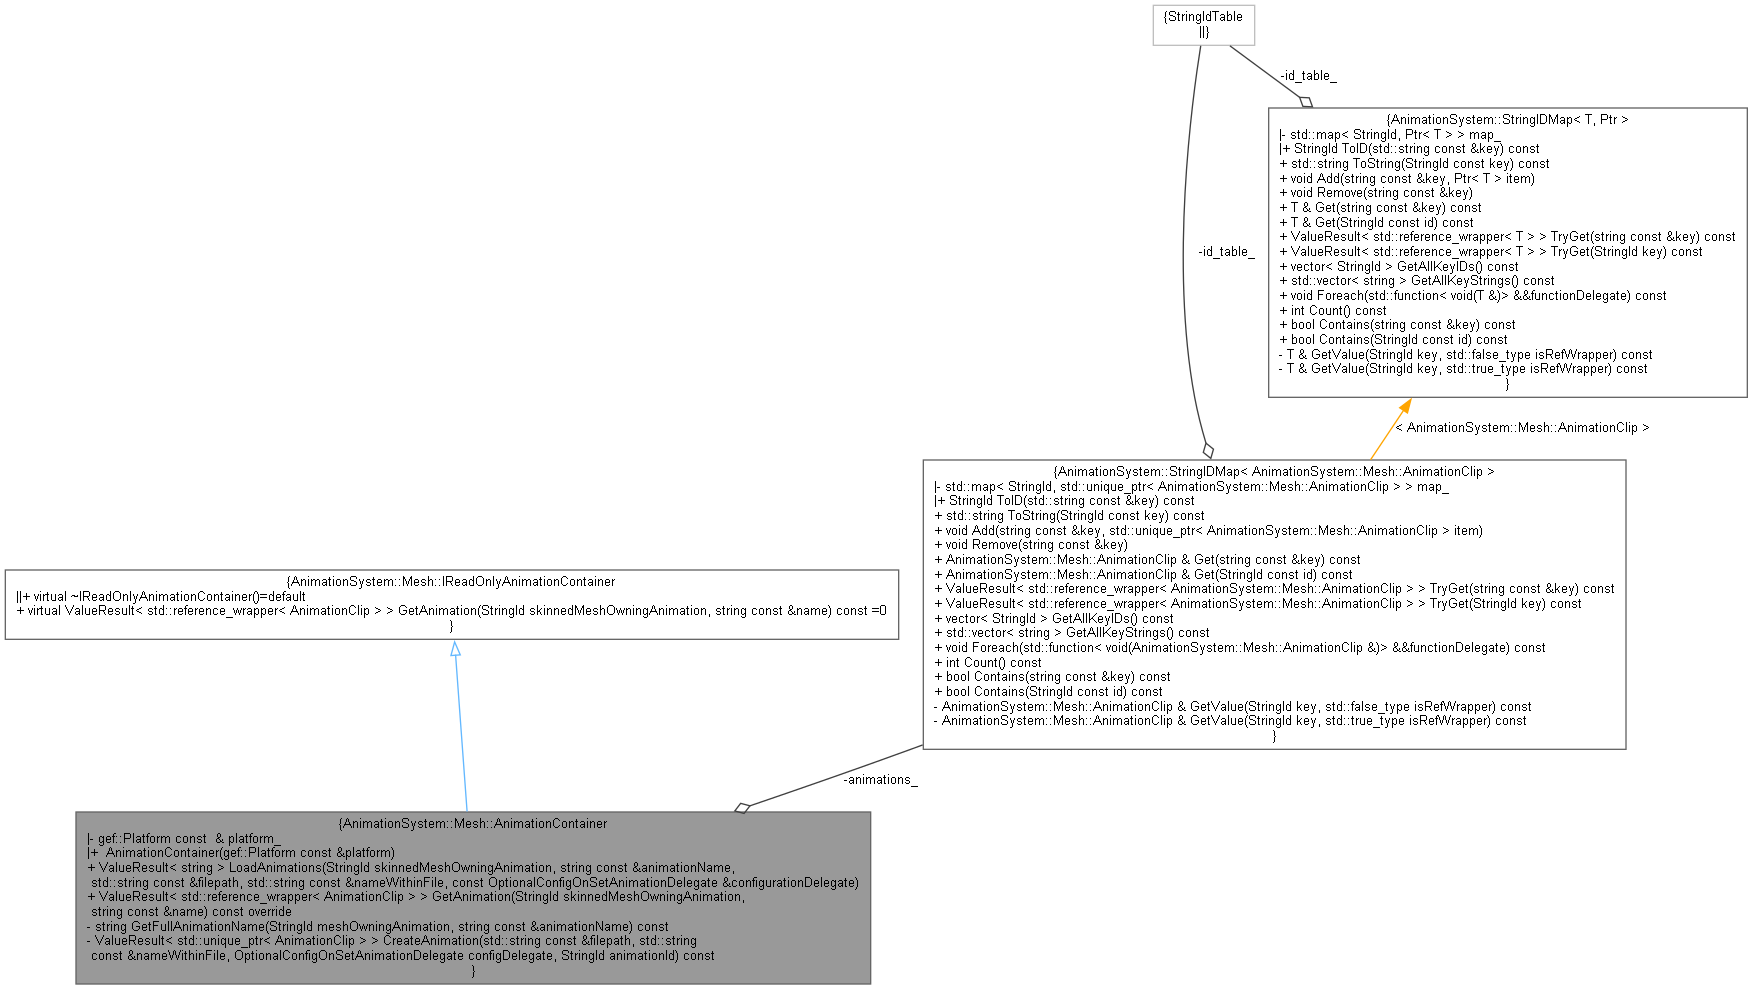 {StringIdTable
||}
-id_table_
{AnimationSystem::StringIDMap< T, Ptr >
|- std::map< StringId, Ptr< T > > map_
|+ StringId ToID(std::string const &key) const
+ std::string ToString(StringId const key) const
+ void Add(string const &key, Ptr< T > item)
+ void Remove(string const &key)
+ T & Get(string const &key) const
+ T & Get(StringId const id) const
+ ValueResult< std::reference_wrapper< T > > TryGet(string const &key) const
+ ValueResult< std::reference_wrapper< T > > TryGet(StringId key) const
+ vector< StringId > GetAllKeyIDs() const
+ std::vector< string > GetAllKeyStrings() const
+ void Foreach(std::function< void(T &)> &&functionDelegate) const
+ int Count() const
+ bool Contains(string const &key) const
+ bool Contains(StringId const id) const
- T & GetValue(StringId key, std::false_type isRefWrapper) const
- T & GetValue(StringId key, std::true_type isRefWrapper) const
}
-id_table_
< AnimationSystem::Mesh::AnimationClip >
{AnimationSystem::StringIDMap< AnimationSystem::Mesh::AnimationClip >
|- std::map< StringId, std::unique_ptr< AnimationSystem::Mesh::AnimationClip > > map_
|+ StringId ToID(std::string const &key) const
+ std::string ToString(StringId const key) const
+ void Add(string const &key, std::unique_ptr< AnimationSystem::Mesh::AnimationClip > item)
+ void Remove(string const &key)
+ AnimationSystem::Mesh::AnimationClip & Get(string const &key) const
+ AnimationSystem::Mesh::AnimationClip & Get(StringId const id) const
+ ValueResult< std::reference_wrapper< AnimationSystem::Mesh::AnimationClip > > TryGet(string const &key) const
+ ValueResult< std::reference_wrapper< AnimationSystem::Mesh::AnimationClip > > TryGet(StringId key) const
+ vector< StringId > GetAllKeyIDs() const
+ std::vector< string > GetAllKeyStrings() const
+ void Foreach(std::function< void(AnimationSystem::Mesh::AnimationClip &)> &&functionDelegate) const
+ int Count() const
+ bool Contains(string const &key) const
+ bool Contains(StringId const id) const
- AnimationSystem::Mesh::AnimationClip & GetValue(StringId key, std::false_type isRefWrapper) const
- AnimationSystem::Mesh::AnimationClip & GetValue(StringId key, std::true_type isRefWrapper) const
}
{AnimationSystem::Mesh::IReadOnlyAnimationContainer
||+ virtual ~IReadOnlyAnimationContainer()=default
+ virtual ValueResult< std::reference_wrapper< AnimationClip > > GetAnimation(StringId skinnedMeshOwningAnimation, string const &name) const =0
}
-animations_
{AnimationSystem::Mesh::AnimationContainer
|- gef::Platform const  & platform_
|+  AnimationContainer(gef::Platform const &platform)
+ ValueResult< string > LoadAnimations(StringId skinnedMeshOwningAnimation, string const &animationName,
std::string const &filepath, std::string const &nameWithinFile, const OptionalConfigOnSetAnimationDelegate &configurationDelegate)
+ ValueResult< std::reference_wrapper< AnimationClip > > GetAnimation(StringId skinnedMeshOwningAnimation,
string const &name) const override
- string GetFullAnimationName(StringId meshOwningAnimation, string const &animationName) const
- ValueResult< std::unique_ptr< AnimationClip > > CreateAnimation(std::string const &filepath, std::string
const &nameWithinFile, OptionalConfigOnSetAnimationDelegate configDelegate, StringId animationId) const
}